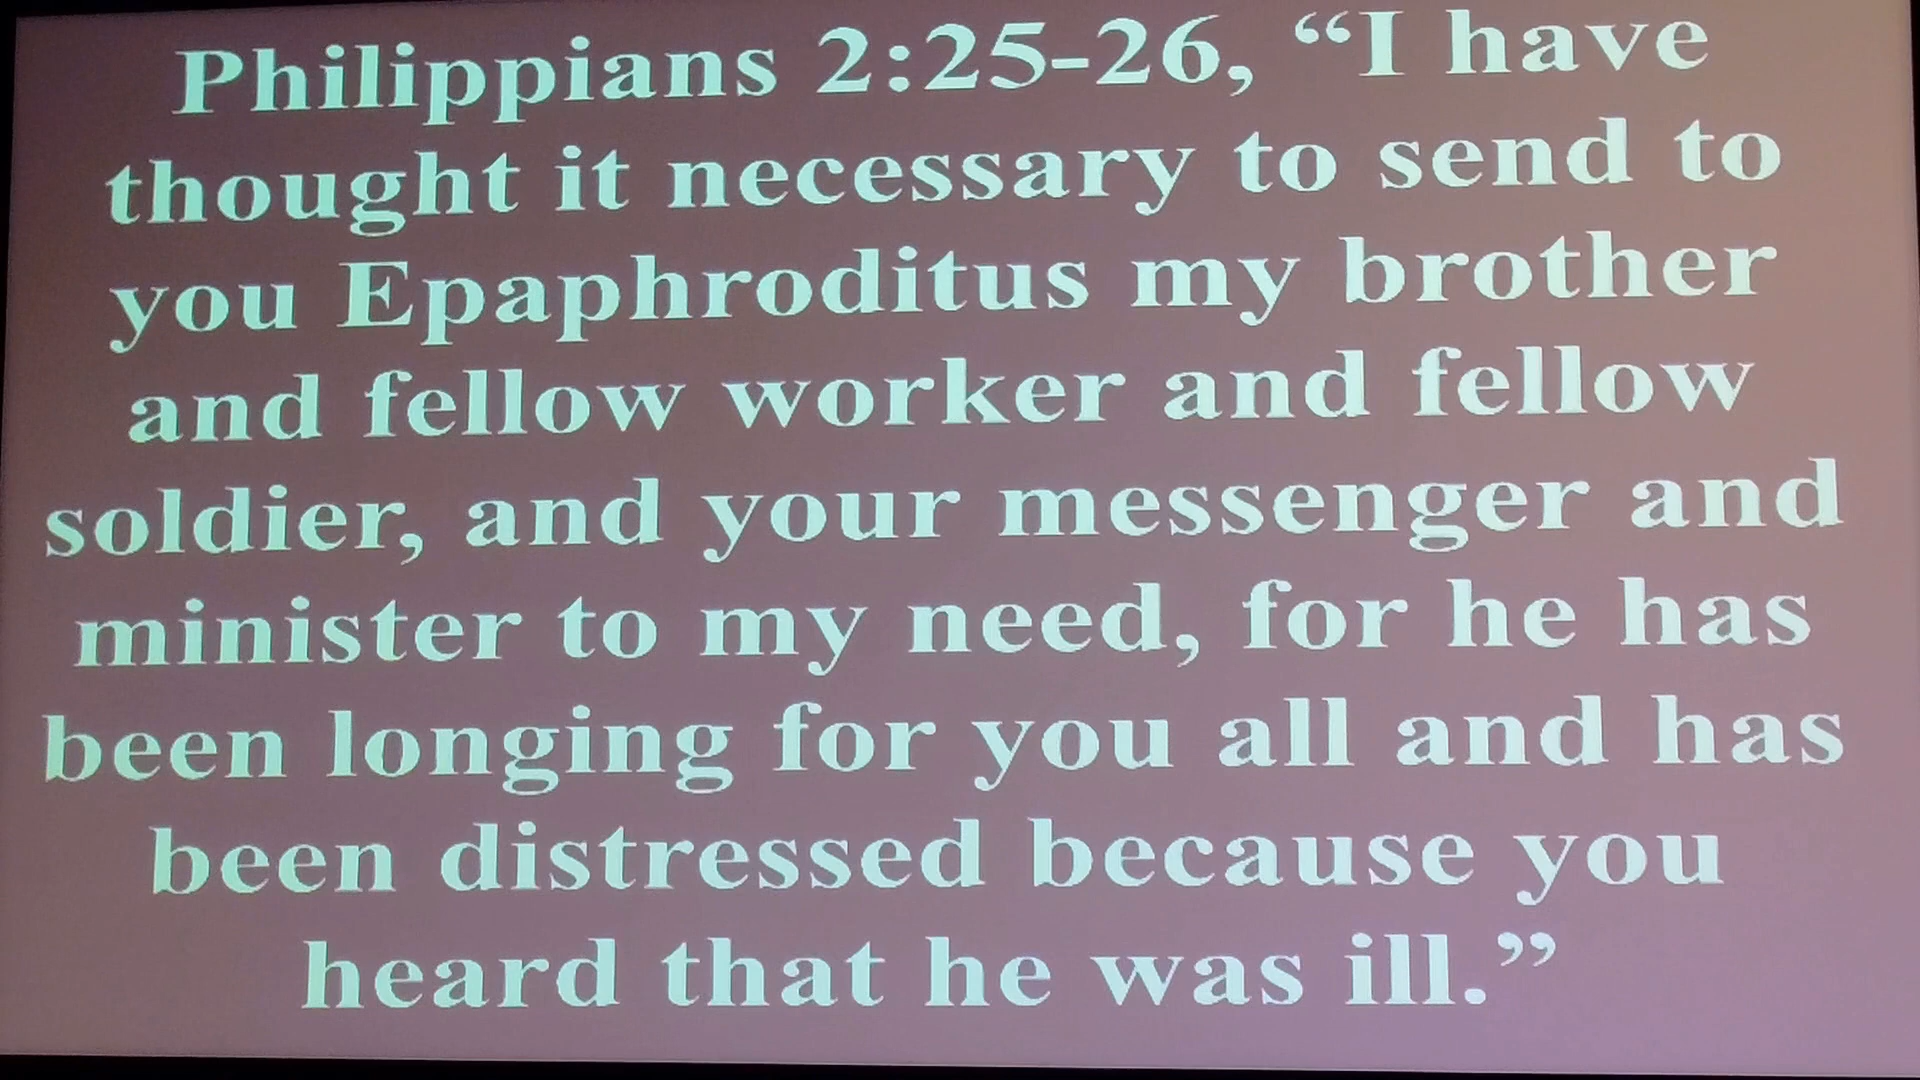 Philippians 2:25-26, “I have
thought it necessary to send to
you Epaphroditus my brother
and fellow worker and fellow
soldier, and your messenger and
minister to my need, for he has
been longing for you all and has
been distressed because you
heard that he was ill.”